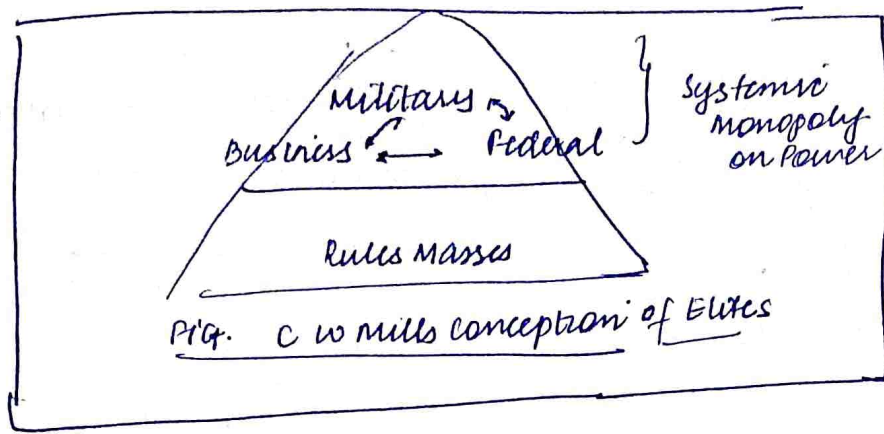 Military
Business Federal
Systemic
Monopoly
on Power
Rules Masses
Fig. C W Mills conception of Elites